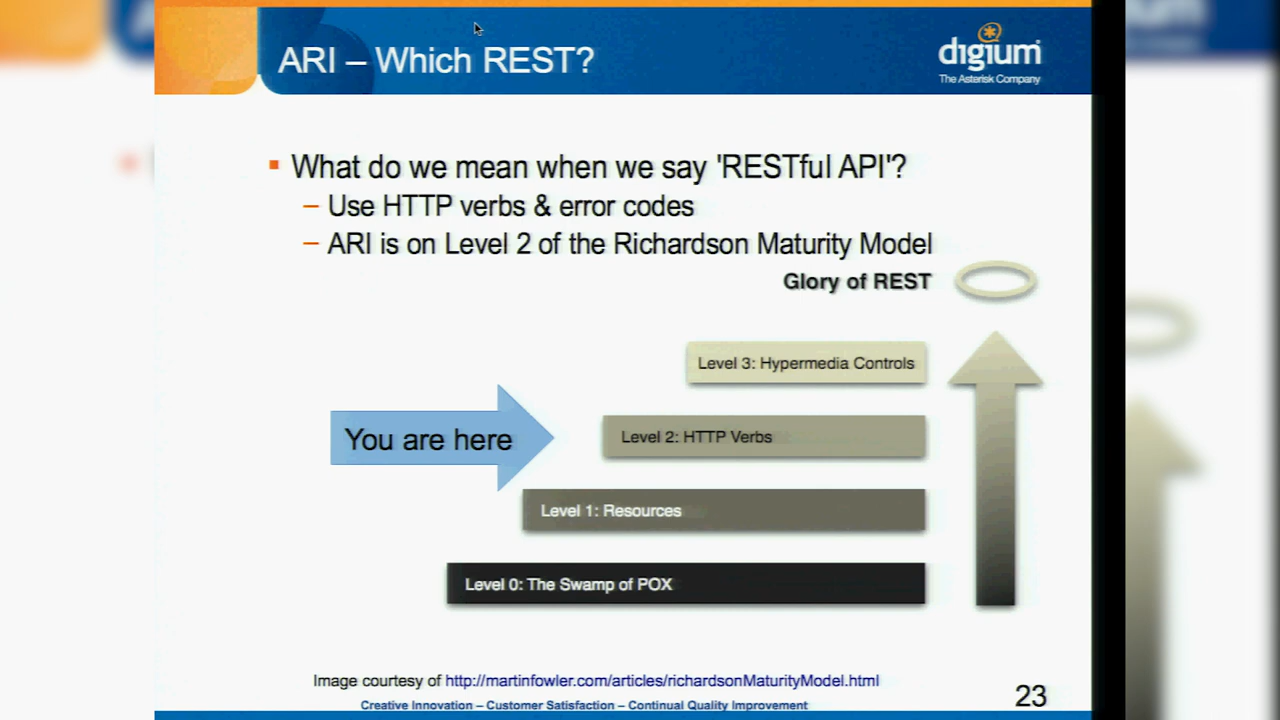 ARI – Which REST?
digium
The Asterisk Company
What do we mean when we say 'RESTful API'?
– Use HTTP verbs & error codes
– ARI is on Level 2 of the Richardson Maturity Model
Glory of REST
Level 3: Hypermedia Controls
You are here
Level 2: HTTP Verbs
Level 1: Resources
Level 0: The Swamp of POX
Image courtesy of http://martinfowler.com/articles/richardsonMaturityModel.html
Creative Innovation – Customer Satisfaction – Continual Quality Improvement
23